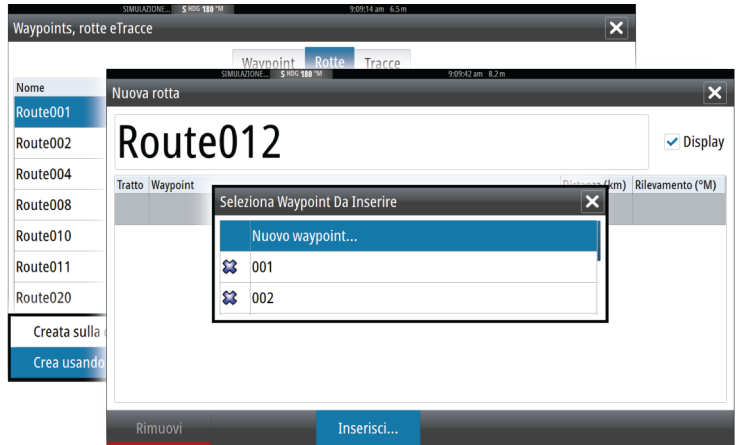 SIMULAZIONE... S HDG 180 °M 9:09:14 am 6.5 m
Waypoints, rotte eTracce
Waypoint Rotte Tracce
Nome
Route001
Route002
Route004
Route008
Route010
Route011
Route020
Creata sulla
Crea usando
SIMULAZIONE... S HDG 180 °M 9:09:42 am 8.2 m
Nuova rotta
Route012
Display
Tratto Waypoint Distanza (km) Rilevamento (°M)
Seleziona Waypoint Da Inserire
Nuovo waypoint...
001
002
Rimuovi Inserisci...